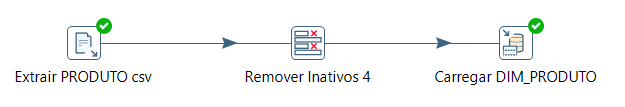 Extrair PRODUTO csv
Remover Inativos 4
Carregar DIM_PRODUTO